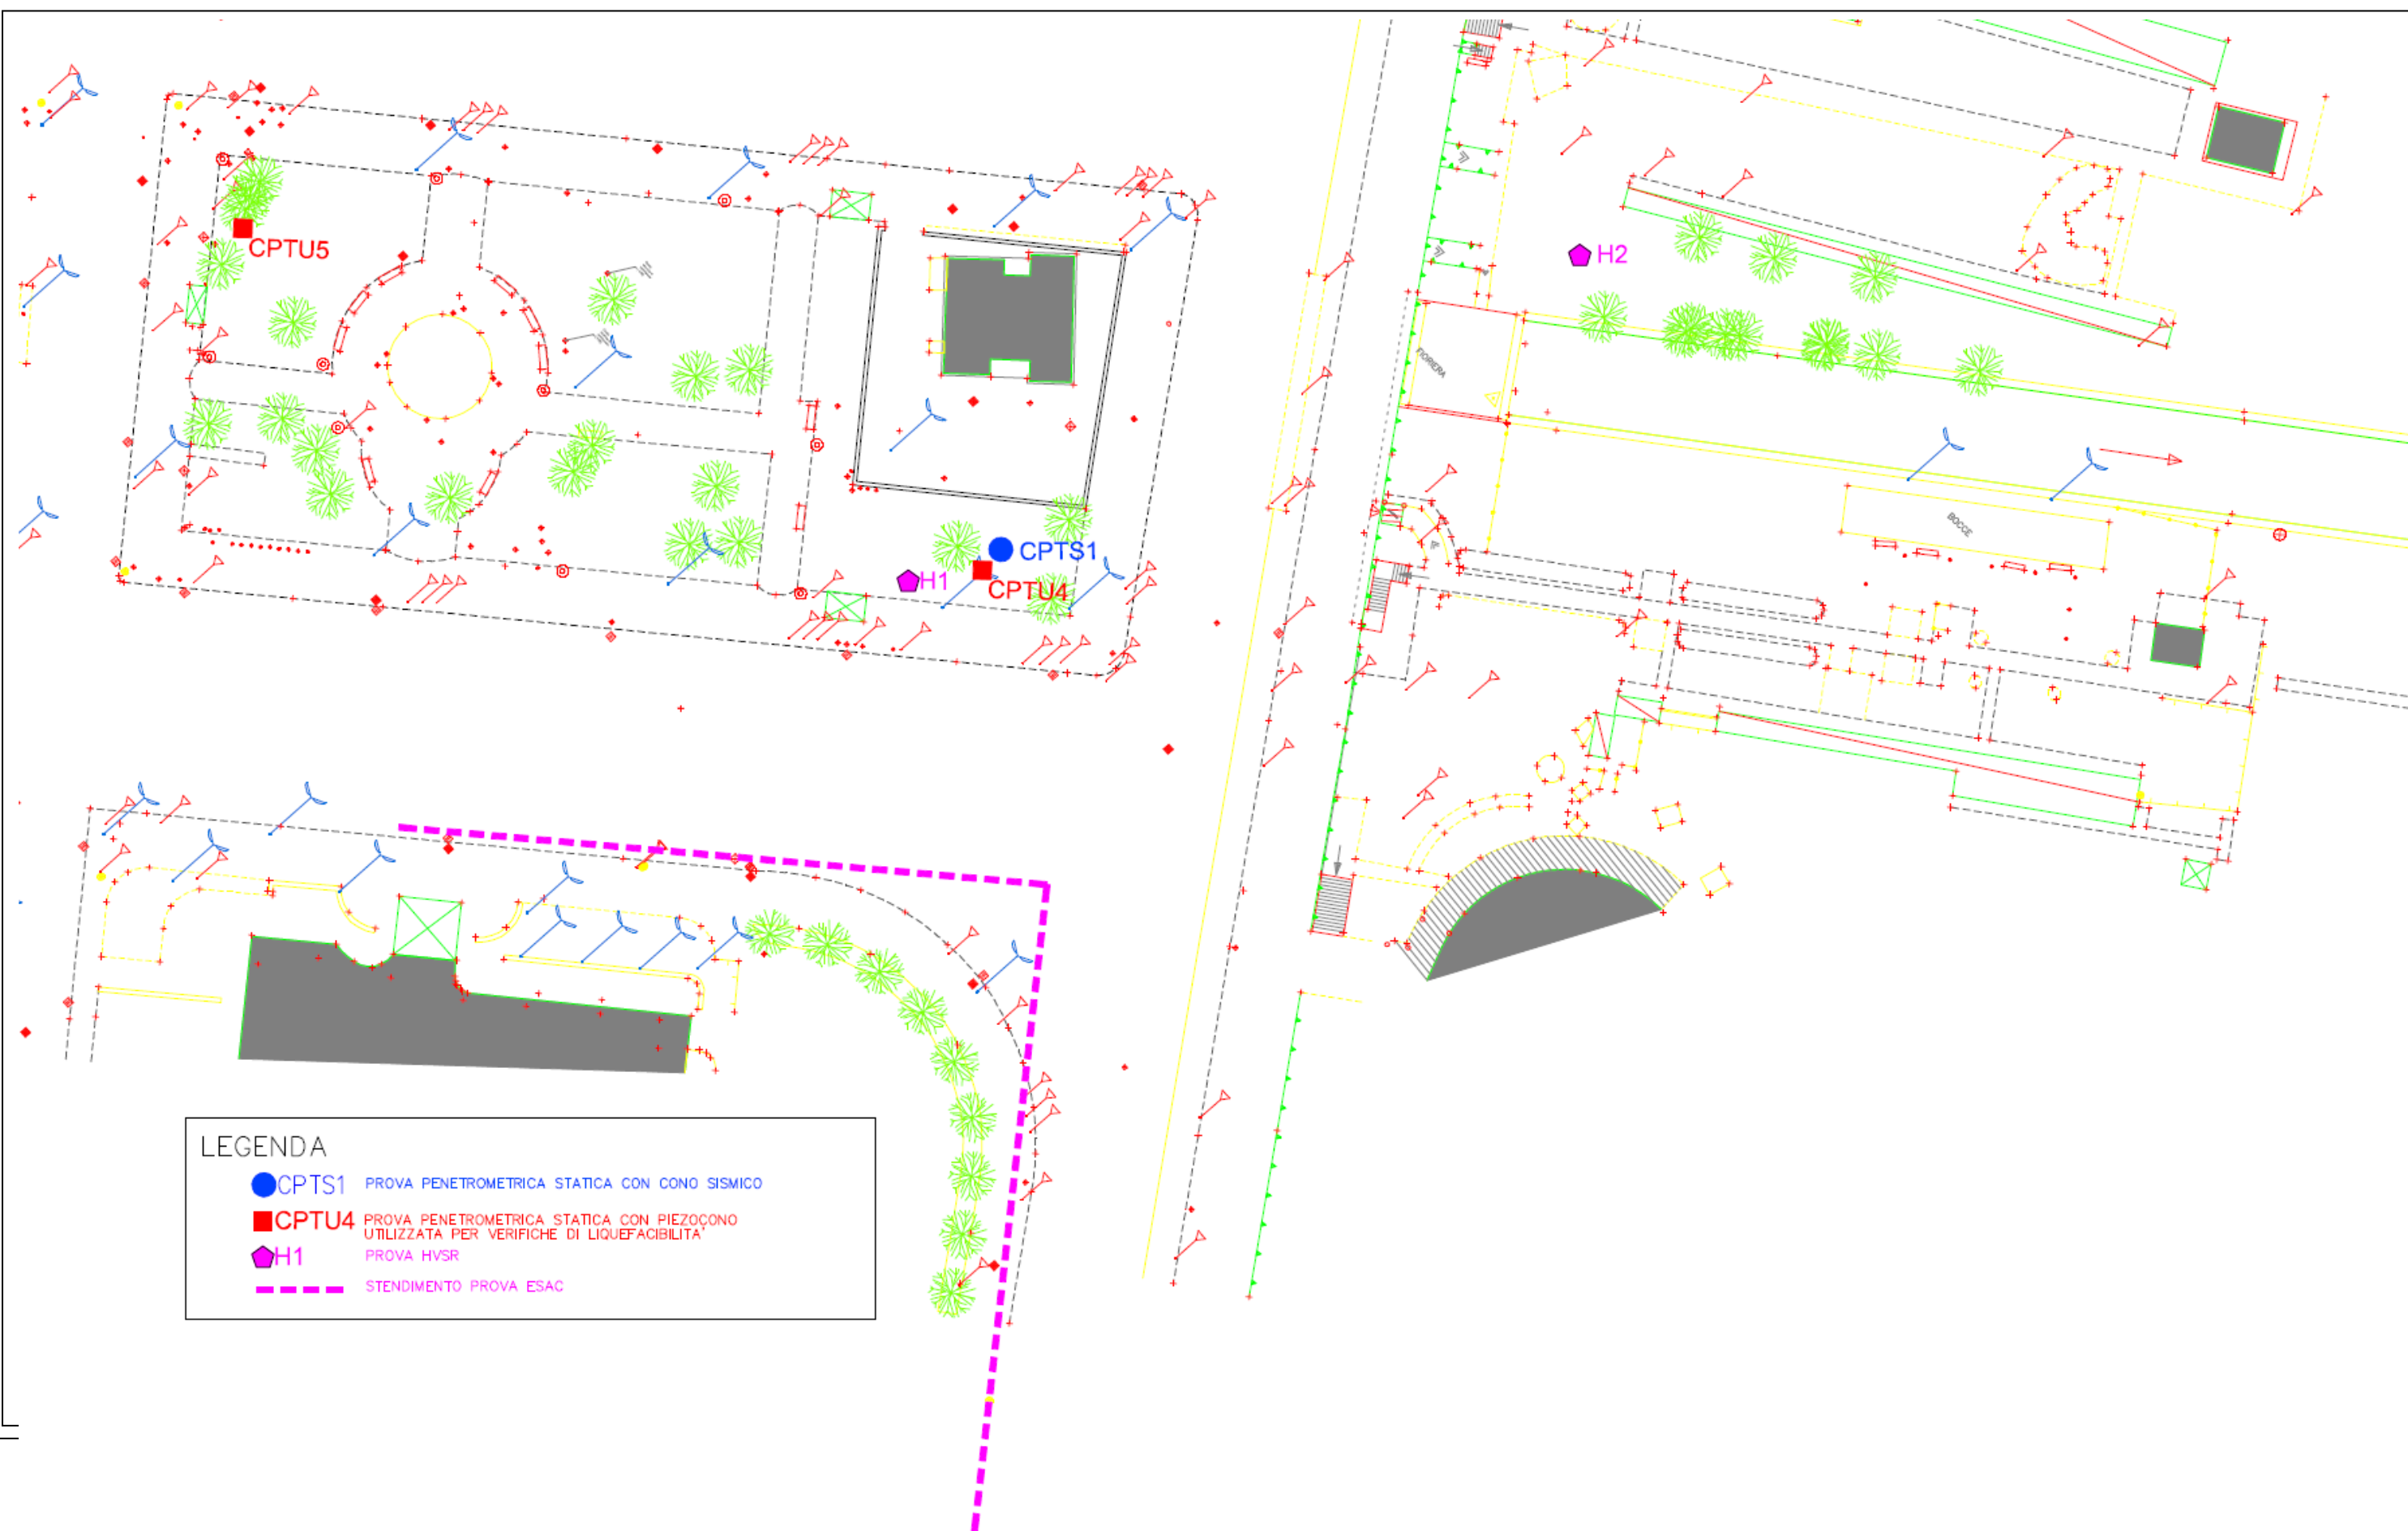 CPTU5
H2
FIORIERA
BOCCE
CPTS1
H1
CPTU4
LEGENDA
CPTS1 PROVA PENETROMETRICA STATICA CON CONO SISMICO
CPTU4 PROVA PENETROMETRICA STATICA CON PIEZOCONO
UTILIZZATA PER VERIFICHE DI LIQUEFACIBILITA'
H1 PROVA HVSR
STENDIMENTO PROVA ESAC